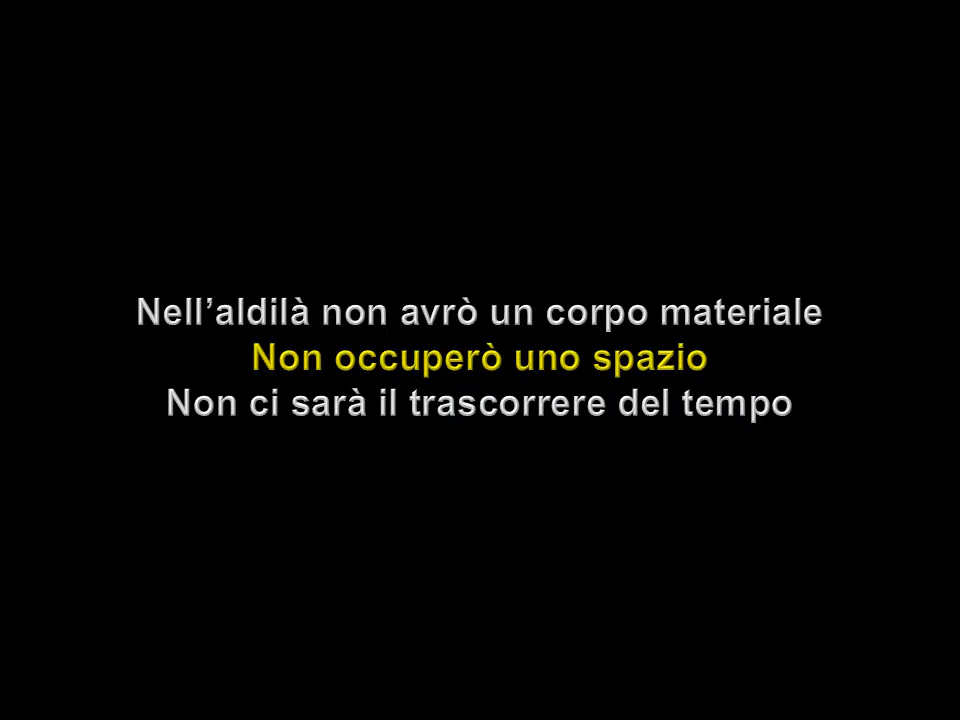 Nell’aldilà non avrò un corpo materiale
Non occuperò uno spazio
Non ci sarà il trascorrere del tempo